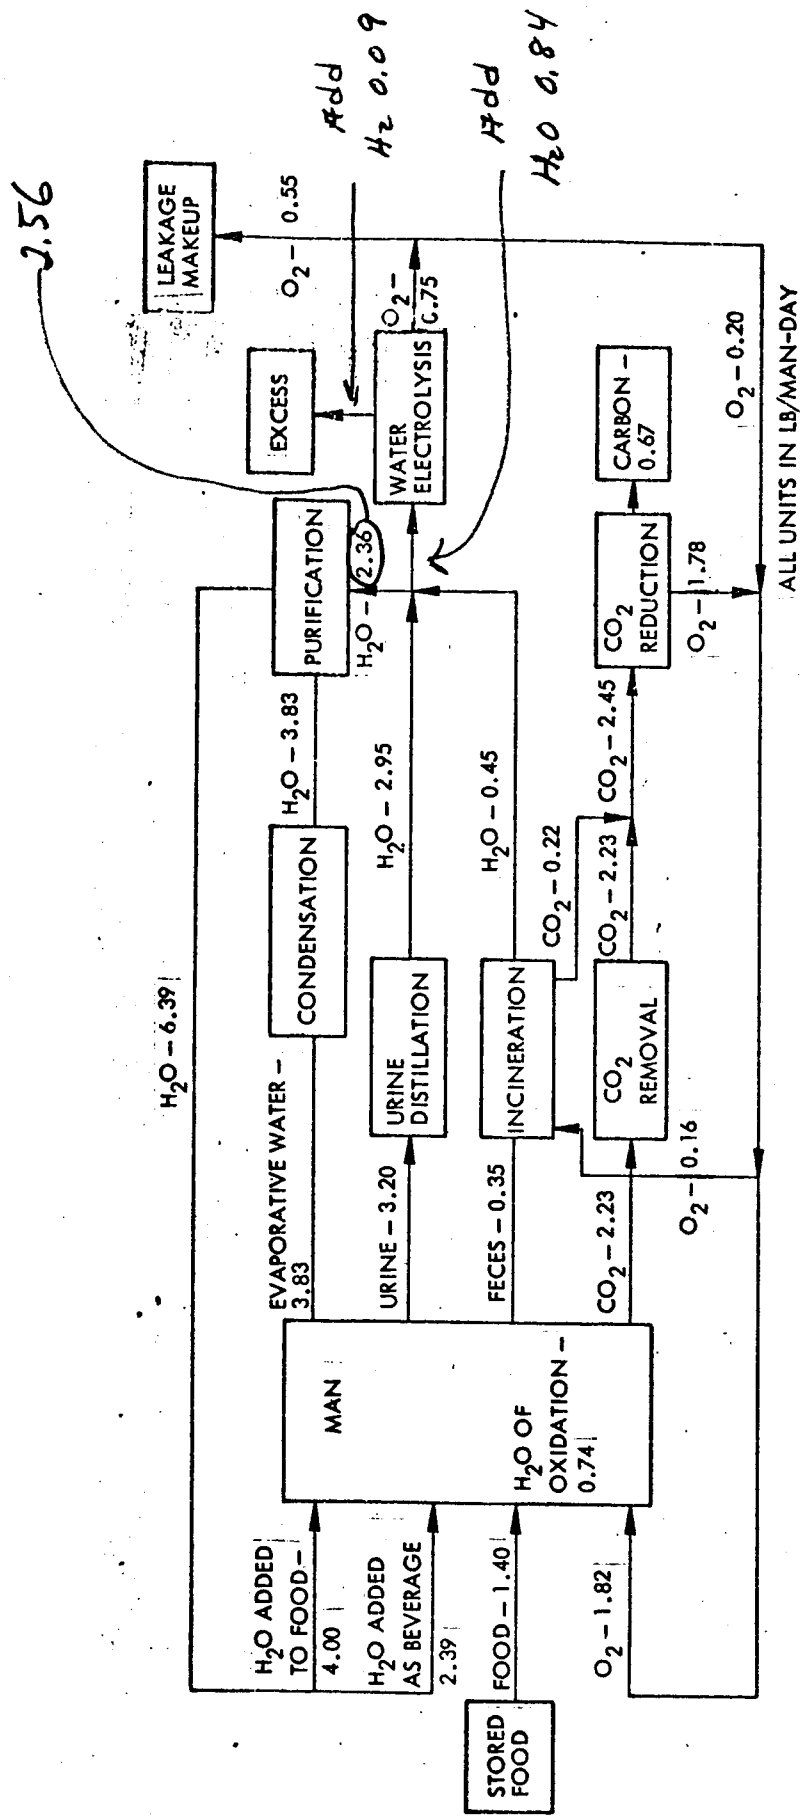 2.56
Add
H2 0.09
Add
H2O 0.84
LEAKAGE
MAKEUP
O2 – 0.55
EXCESS
O2 –
0.75
WATER
ELECTROLYSIS
PURIFICATION
H2O – 2.36
H2O – 6.39
H2O – 3.83
CONDENSATION
EVAPORATIVE WATER –
3.83
H2O – 2.95
URINE
DISTILLATION
URINE – 3.20
H2O – 0.45
INCINERATION
FECES – 0.35
CO2 – 0.22
CO2 – 2.23
CO2
REMOVAL
CO2 – 2.23
CO2 – 2.45
CO2
REDUCTION
CARBON –
0.67
O2 – 1.78
O2 – 0.20
O2 – 0.16
MAN
H2O OF
OXIDATION –
0.74
H2O ADDED
TO FOOD –
4.00
H2O ADDED
AS BEVERAGE
2.39
FOOD – 1.40
STORED
FOOD
O2 – 1.82
ALL UNITS IN LB/MAN-DAY